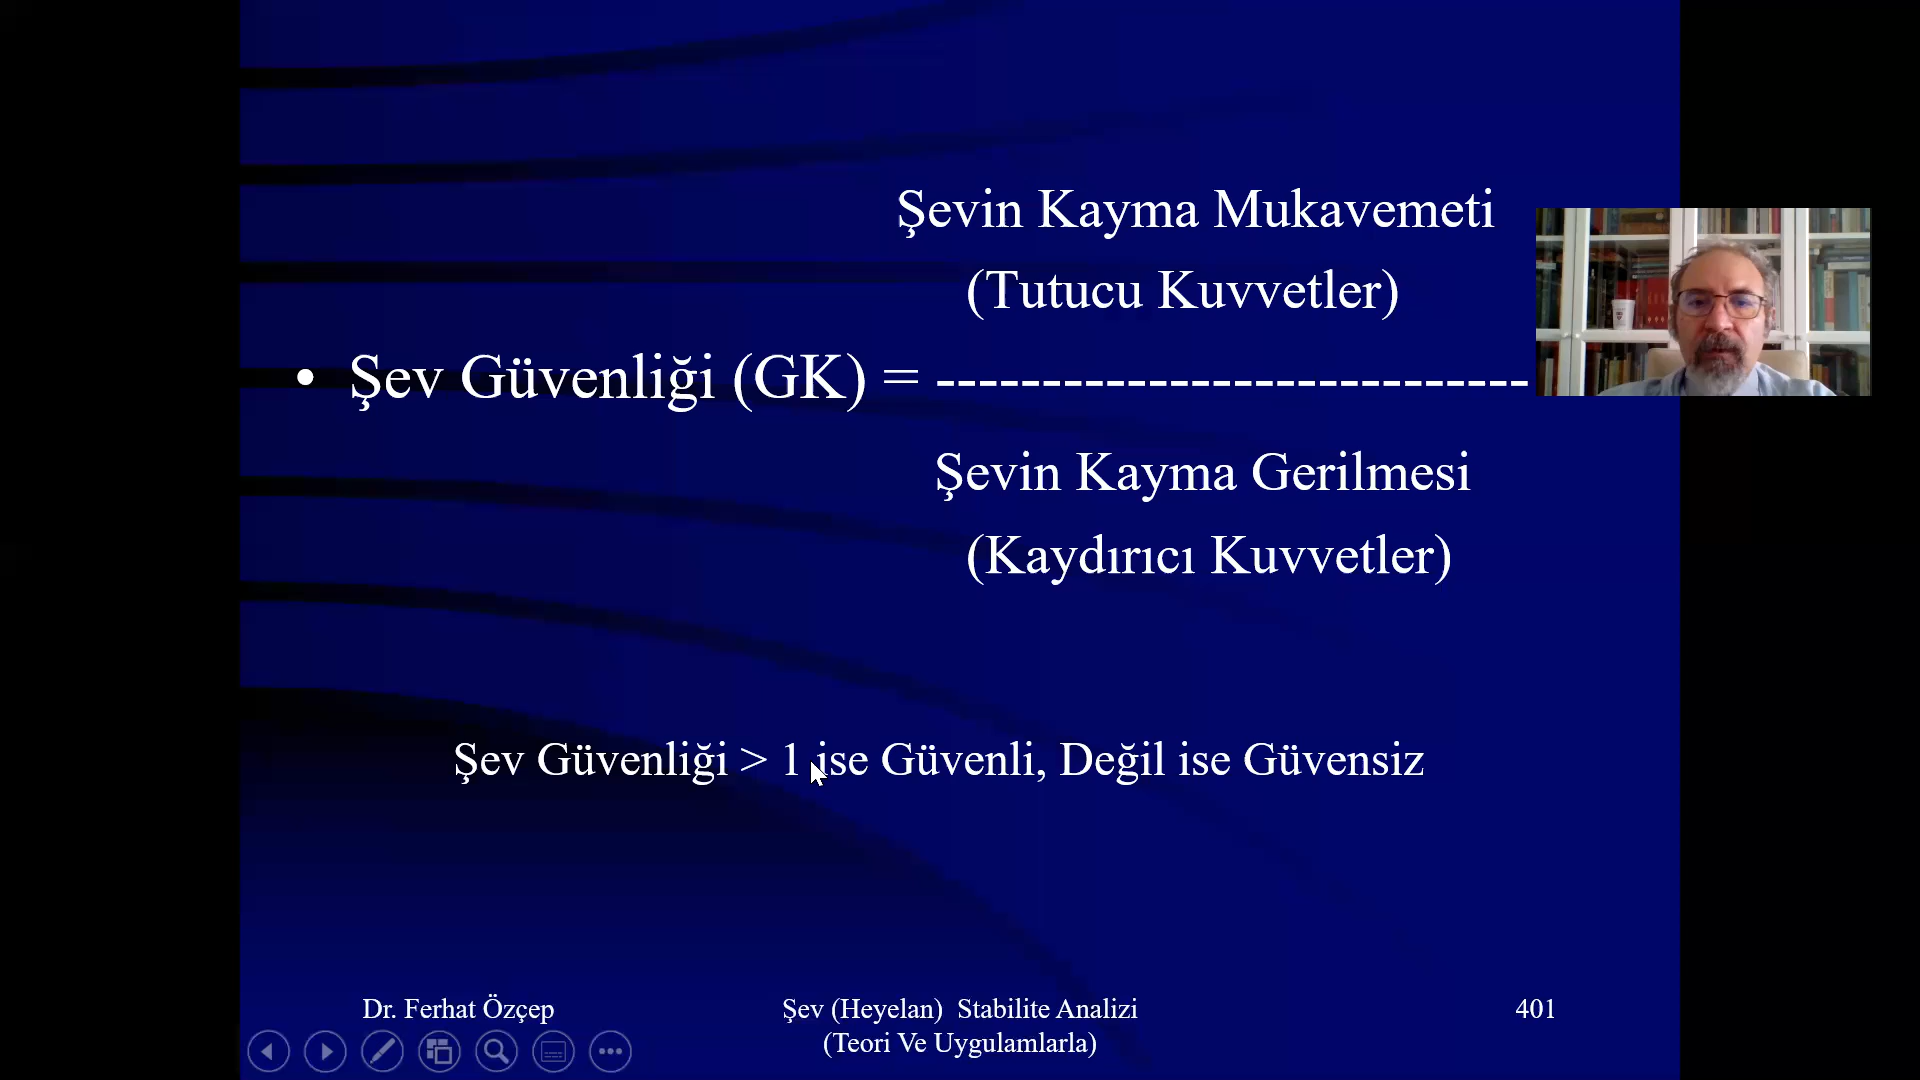 Şevin Kayma Mukavemeti
(Tutucu Kuvvetler)
• Şev Güvenliği (GK) = ----------------------------
Şevin Kayma Gerilmesi
(Kaydırıcı Kuvvetler)
Şev Güvenliği > 1 ise Güvenli, Değil ise Güvensiz
Dr. Ferhat Özçep
Şev (Heyelan) Stabilite Analizi
(Teori Ve Uygulamlarla)
401